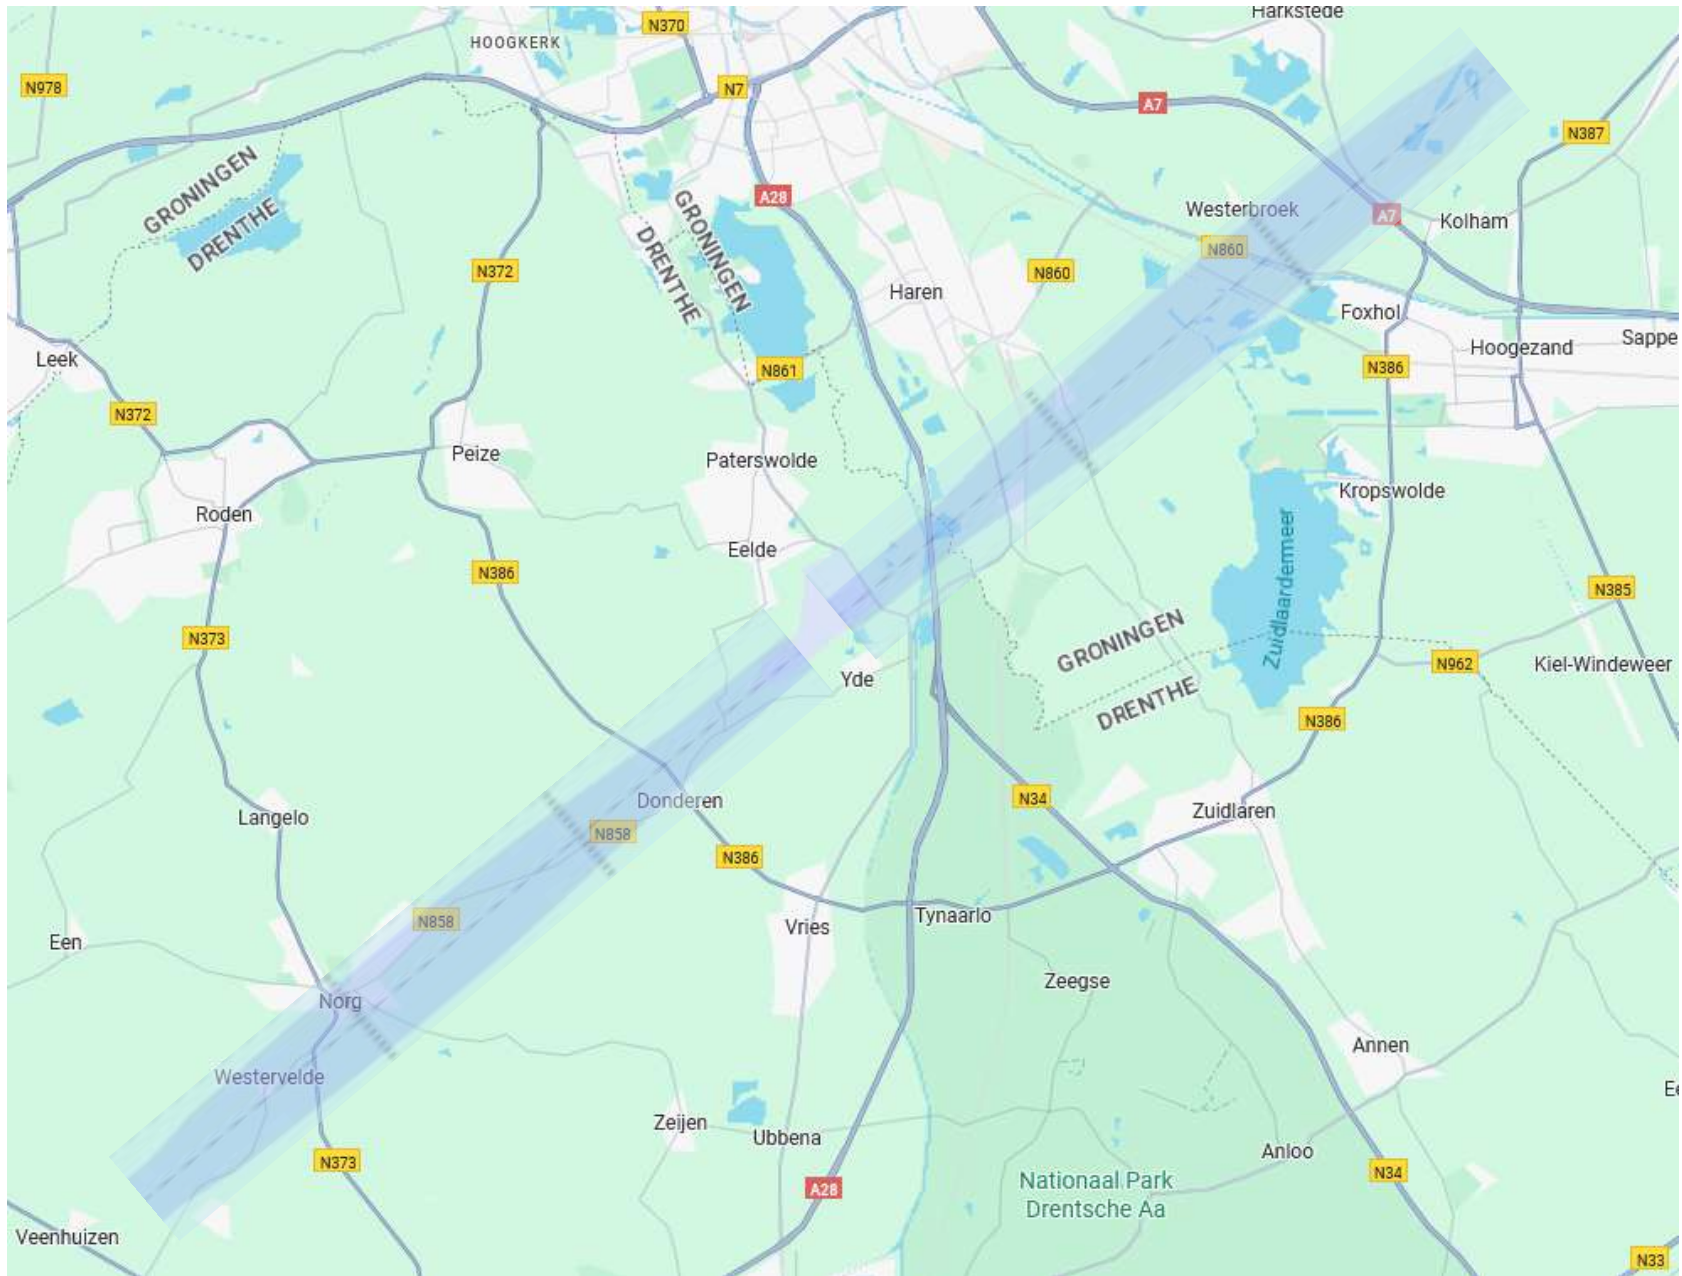 Harkstede
N370
HOOGKERK
N978
N7
A7
N387
GRONINGEN
DRENTHE
A28
GRONINGEN
DRENTHE
Westerbroek
A7
Kolham
N860
N372
N860
Haren
Foxhol
Leek
N861
N386
Hoogezand
Sappe
N372
Peize
Paterswolde
Kropswolde
Roden
Eelde
N386
Zuidlaardermeer
N385
N373
GRONINGEN
DRENTHE
N962
Kiel-Windeweer
Yde
N386
Langelo
Donderen
N858
N34
Zuidlaren
N386
N858
Vries
Tynaarlo
Een
Norg
Zeegse
Annen
Westervelde
Zeijen
Ubbena
Anloo
N373
A28
Nationaal Park
Drentsche Aa
N34
Veenhuizen
N33